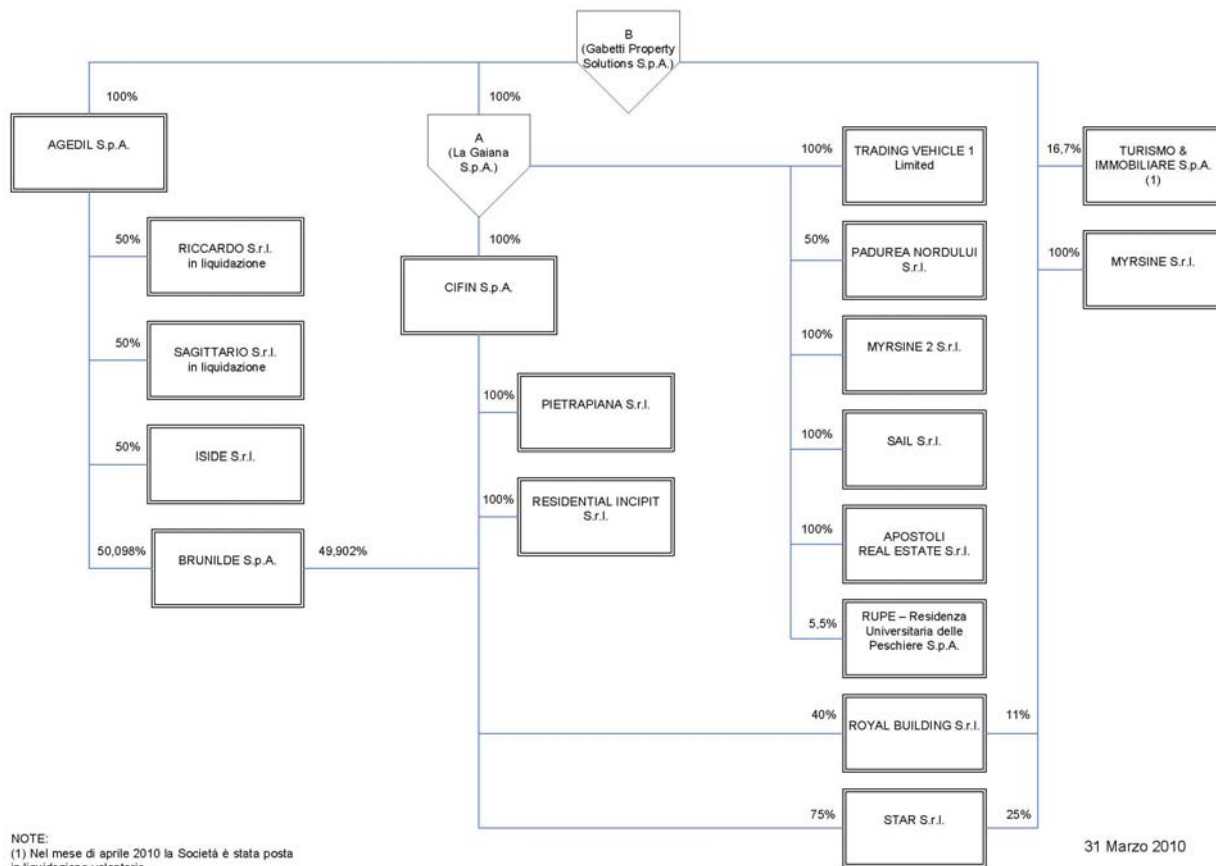 B
(Gabetti Property
Solutions S.p.A.)
100%
100%
AGEDIL S.p.A.
A
(La Gaiana
S.p.A.)
100%
TRADING VEHICLE 1
Limited
16,7%
TURISMO &
IMMOBILIARE S.p.A.
(1)
50%
RICCARDO S.r.l.
in liquidazione
100%
CIFIN S.p.A.
50%
PADUREA NORDULUI
S.r.l.
100%
MYRSINE S.r.l.
50%
SAGITTARIO S.r.l.
in liquidazione
100%
MYRSINE 2 S.r.l.
100%
PIETRAPIANA S.r.l.
50%
ISIDE S.r.l.
100%
SAIL S.r.l.
100%
RESIDENTIAL INCIPIT
S.r.l.
100%
APOSTOLI
REAL ESTATE S.r.l.
50,098%
BRUNILDE S.p.A.
49,902%
5,5%
RUPE – Residenza
Universitaria delle
Peschiere S.p.A.
40%
ROYAL BUILDING S.r.l.
11%
75%
STAR S.r.l.
25%
NOTE:
(1) Nel mese di aprile 2010 la Società è stata posta
in liquidazione volontaria
31 Marzo 2010